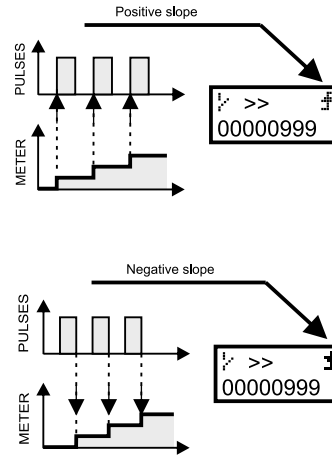 Positive slope
PULSES
>>
00000999
METER
Negative slope
PULSES
>>
00000999
METER